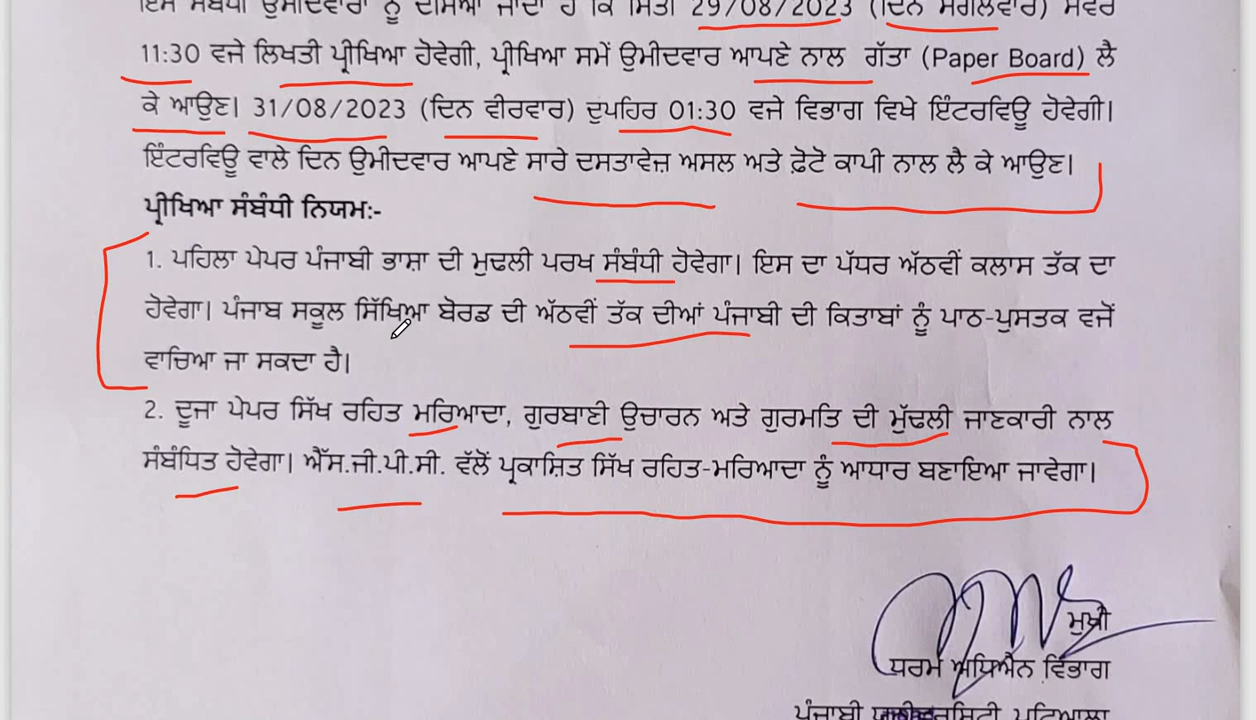 ਇਸ ਸਬੰਧੀ ਉਮੀਦਵਾਰਾਂ ਨੂੰ ਦੱਸਿਆ ਜਾਂਦਾ ਹੈ ਕਿ ਮਿਤੀ 29/08/2023 (ਦਿਨ ਮੰਗਲਵਾਰ) ਸਵੇਰ
11:30 ਵਜੇ ਲਿਖਤੀ ਪ੍ਰੀਖਿਆ ਹੋਵੇਗੀ, ਪ੍ਰੀਖਿਆ ਸਮੇਂ ਉਮੀਦਵਾਰ ਆਪਣੇ ਨਾਲ ਗੱਤਾ (Paper Board) ਲੈ
ਕੇ ਆਉਣ। 31/08/2023 (ਦਿਨ ਵੀਰਵਾਰ) ਦੁਪਹਿਰ 01:30 ਵਜੇ ਵਿਭਾਗ ਵਿਖੇ ਇੰਟਰਵਿਊ ਹੋਵੇਗੀ।
ਇੰਟਰਵਿਊ ਵਾਲੇ ਦਿਨ ਉਮੀਦਵਾਰ ਆਪਣੇ ਸਾਰੇ ਦਸਤਾਵੇਜ਼ ਅਸਲ ਅਤੇ ਫ਼ੋਟੋ ਕਾਪੀ ਨਾਲ ਲੈ ਕੇ ਆਉਣ।
ਪ੍ਰੀਖਿਆ ਸੰਬੰਧੀ ਨਿਯਮ:-
1. ਪਹਿਲਾ ਪੇਪਰ ਪੰਜਾਬੀ ਭਾਸ਼ਾ ਦੀ ਮੁਢਲੀ ਪਰਖ ਸੰਬੰਧੀ ਹੋਵੇਗਾ। ਇਸ ਦਾ ਪੱਧਰ ਅੱਠਵੀਂ ਕਲਾਸ ਤੱਕ ਦਾ
ਹੋਵੇਗਾ। ਪੰਜਾਬ ਸਕੂਲ ਸਿੱਖਿਆ ਬੋਰਡ ਦੀ ਅੱਠਵੀਂ ਤੱਕ ਦੀਆਂ ਪੰਜਾਬੀ ਦੀ ਕਿਤਾਬਾਂ ਨੂੰ ਪਾਠ-ਪੁਸਤਕ ਵਜੋਂ
ਵਾਚਿਆ ਜਾ ਸਕਦਾ ਹੈ।
2. ਦੂਜਾ ਪੇਪਰ ਸਿੱਖ ਰਹਿਤ ਮਰਿਆਦਾ, ਗੁਰਬਾਣੀ ਉਚਾਰਨ ਅਤੇ ਗੁਰਮਤਿ ਦੀ ਮੁੱਢਲੀ ਜਾਣਕਾਰੀ ਨਾਲ
ਸੰਬੰਧਿਤ ਹੋਵੇਗਾ। ਐੱਸ.ਜੀ.ਪੀ.ਸੀ. ਵੱਲੋਂ ਪ੍ਰਕਾਸ਼ਿਤ ਸਿੱਖ ਰਹਿਤ-ਮਰਿਆਦਾ ਨੂੰ ਆਧਾਰ ਬਣਾਇਆ ਜਾਵੇਗਾ।
ਮੁਖੀ
ਧਰਮ ਅਧਿਐਨ ਵਿਭਾਗ
ਪੰਜਾਬੀ ਯੂਨੀਵਰਸਿਟੀ ਪਟਿਆਲਾ